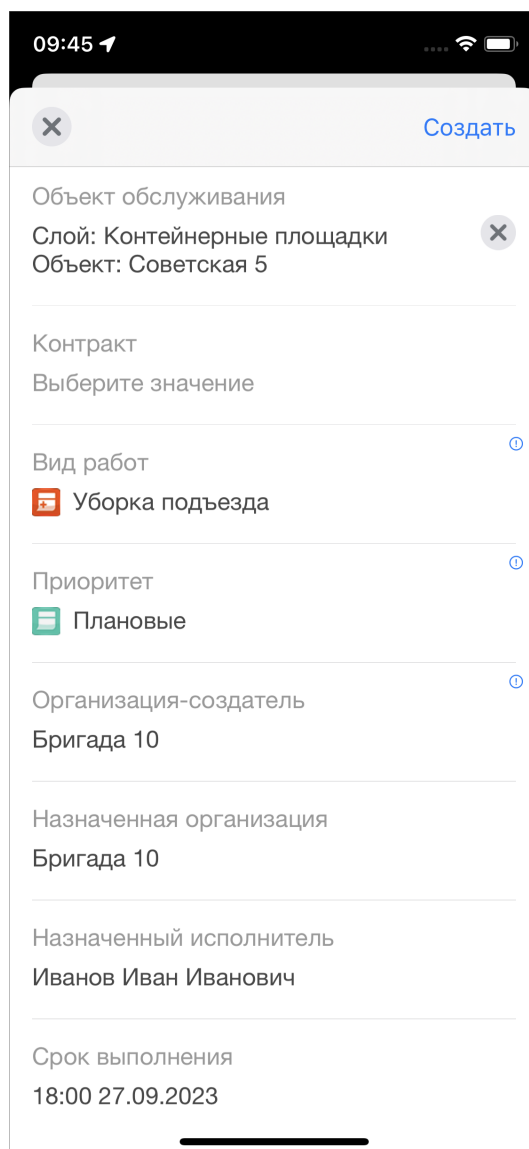 09:45
Создать
Объект обслуживания
Слой: Контейнерные площадки
Объект: Советская 5
Контракт
Выберите значение
Вид работ
Уборка подъезда
Приоритет
Плановые
Организация-создатель
Бригада 10
Назначенная организация
Бригада 10
Назначенный исполнитель
Иванов Иван Иванович
Срок выполнения
18:00 27.09.2023